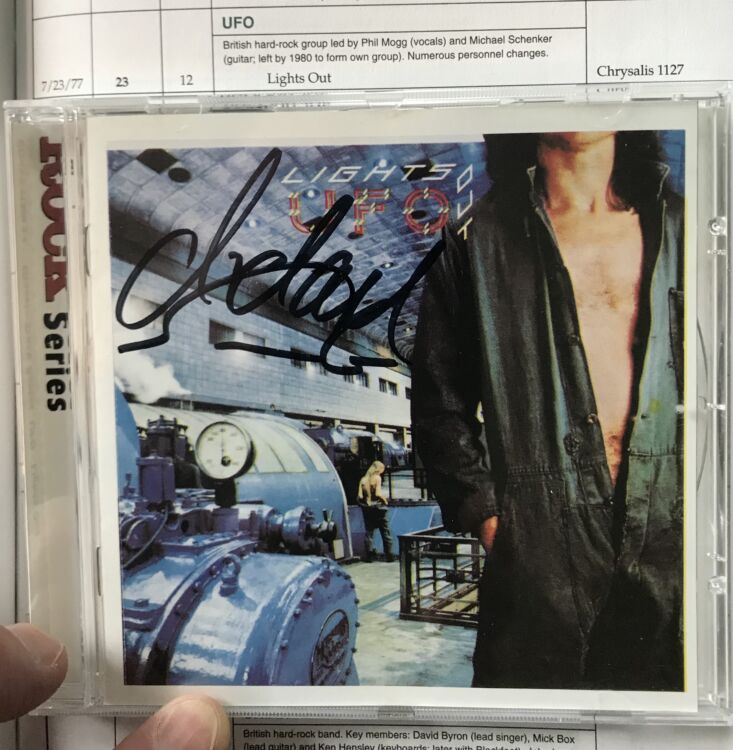 UFO
British hard-rock group led by Phil Mogg (vocals) and Michael Schenker
(guitar; left by 1980 to form own group). Numerous personnel changes.
7/23/77 23 12 Lights Out Chrysalis 1127
ROCK Series
LIGHTS OUT
UFO
British hard-rock band. Key members: David Byron (lead singer), Mick Box
(lead guitar) and Ken Hensley (keyboards; later with Blackfoot).